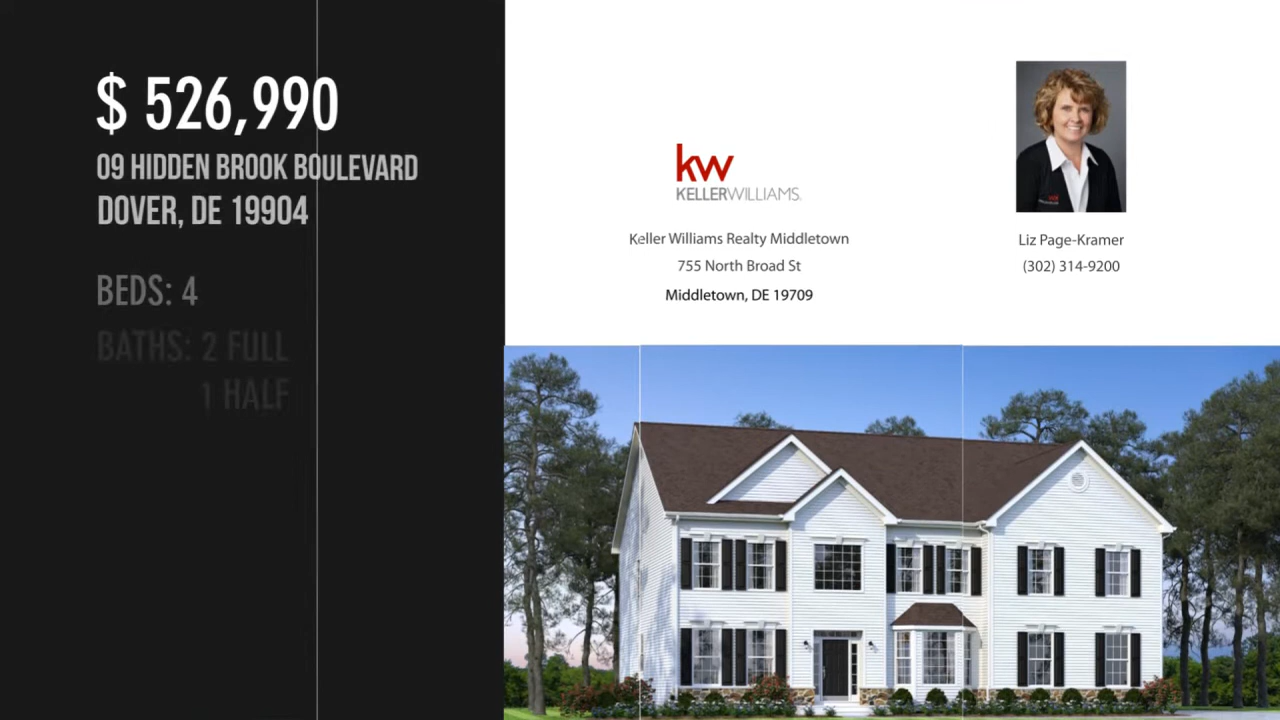 $ 526,990
09 HIDDEN BROOK BOULEVARD
DOVER, DE 19904
BEDS: 4
BATHS: 2 FULL
1 HALF
kw
KELLERWILLIAMS.
Keller Williams Realty Middletown
755 North Broad St
Middletown, DE 19709
Liz Page-Kramer
(302) 314-9200